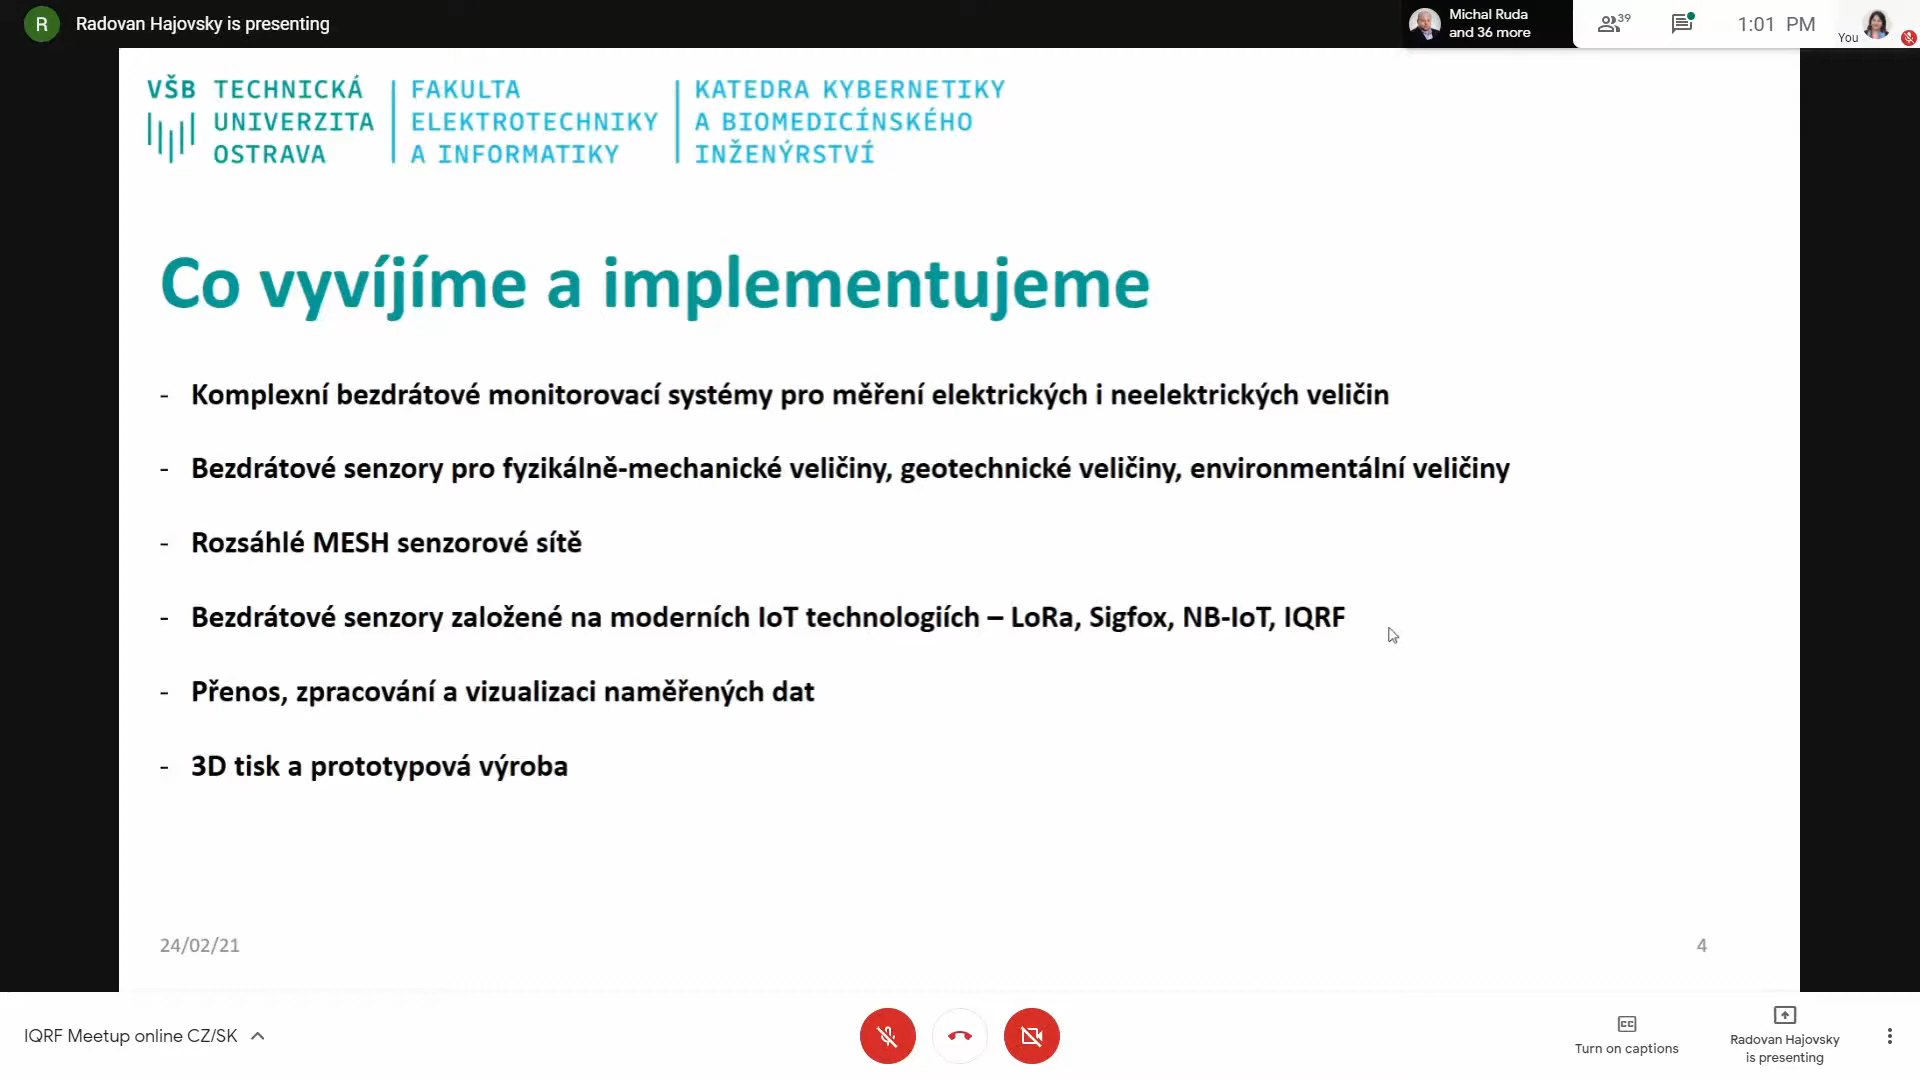 R
Radovan Hajovsky is presenting
Michal Ruda
and 36 more
39
1:01 PM
You
VŠB TECHNICKÁ
UNIVERZITA
OSTRAVA
FAKULTA
ELEKTROTECHNIKY
A INFORMATIKY
KATEDRA KYBERNETIKY
A BIOMEDICÍNSKÉHO
INŽENÝRSTVÍ
Co vyvíjíme a implementujeme
- Komplexní bezdrátové monitorovací systémy pro měření elektrických i neelektrických veličin
- Bezdrátové senzory pro fyzikálně-mechanické veličiny, geotechnické veličiny, environmentální veličiny
- Rozsáhlé MESH senzorové sítě
- Bezdrátové senzory založené na moderních IoT technologiích – LoRa, Sigfox, NB-IoT, IQRF
- Přenos, zpracování a vizualizaci naměřených dat
- 3D tisk a prototypová výroba
24/02/21
4
IQRF Meetup online CZ/SK
CC
Turn on captions
Radovan Hajovsky
is presenting